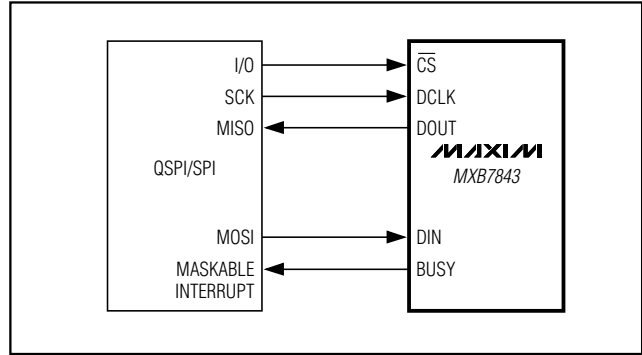 I/O
CS
SCK
DCLK
MISO
DOUT
MAXIM
QSPI/SPI
MXB7843
MOSI
DIN
MASKABLE
INTERRUPT
BUSY